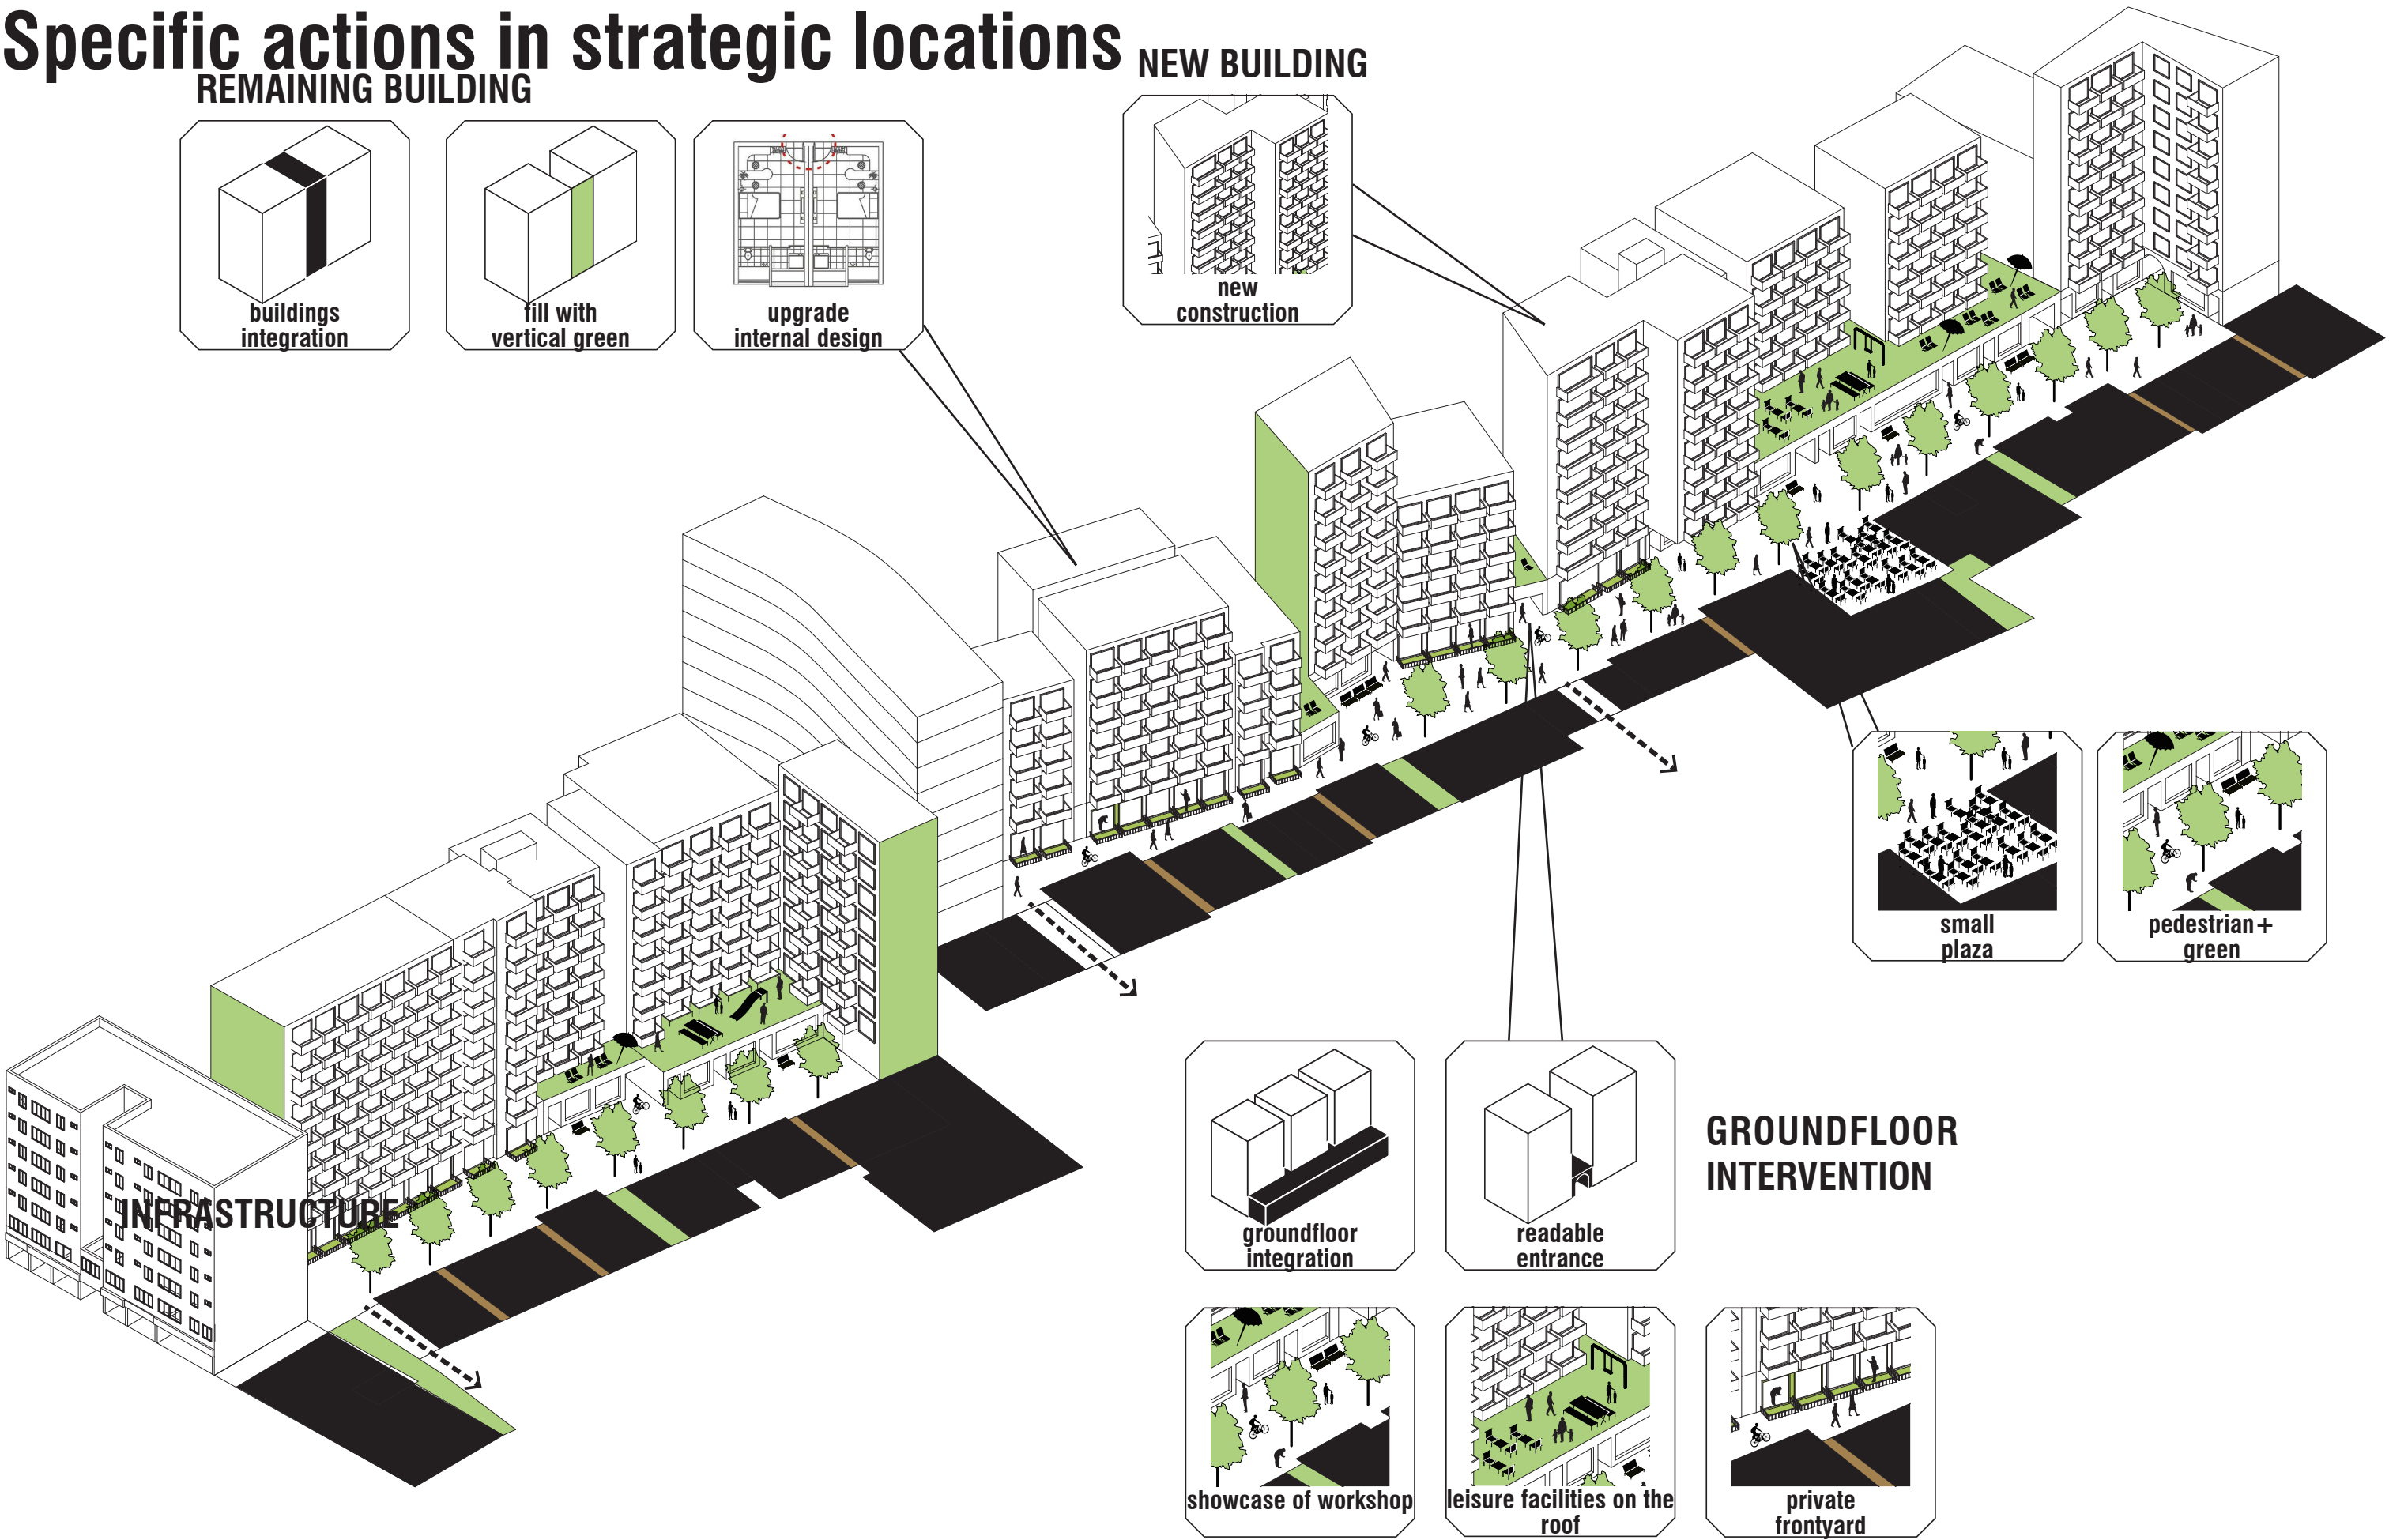 Specific actions in strategic locations
REMAINING BUILDING
NEW BUILDING
buildings
integration
fill with
vertical green
upgrade
internal design
new
construction
small
plaza
pedestrian+
green
INFRASTRUCTURE
GROUNDFLOOR
INTERVENTION
groundfloor
integration
readable
entrance
showcase of workshop
leisure facilities on the
roof
private
frontyard